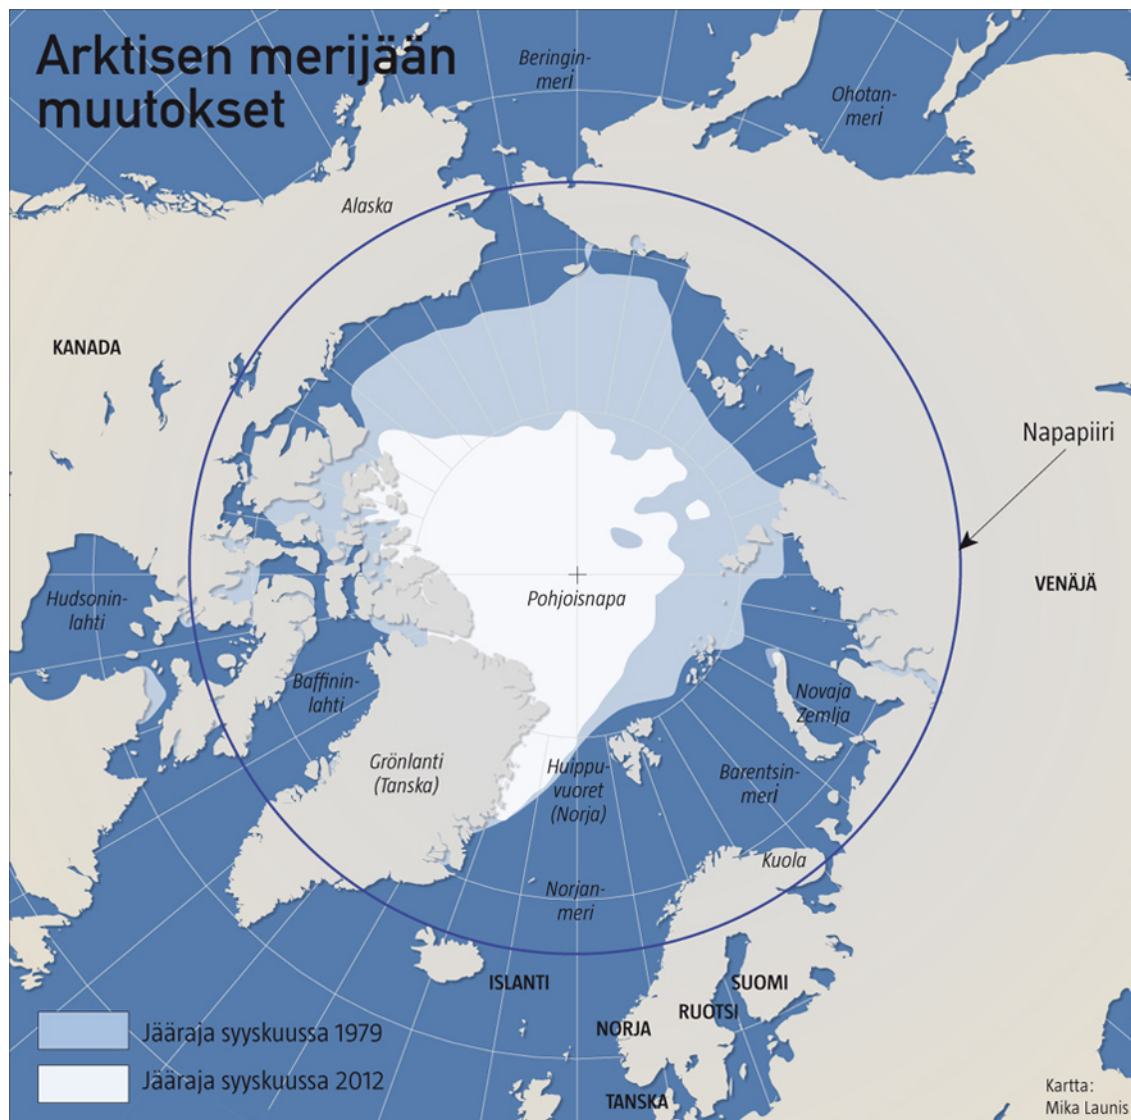 Arktisen merijään
muutokset
Beringin-
meri
Ohotan-
meri
Alaska
KANADA
Napapiiri
Hudsonin-
lahti
Pohjoisnapa
VENÄJÄ
Baffinin-
lahti
Novaja
Zemlja
Grönlanti
(Tanska)
Huippu-
vuoret
(Norja)
Barentsin-
meri
Kuola
Norjan-
meri
ISLANTI
SUOMI
RUOTSI
NORJA
TANSKA
Jääraja syyskuussa 1979
Jääraja syyskuussa 2012
Kartta:
Mika Launis